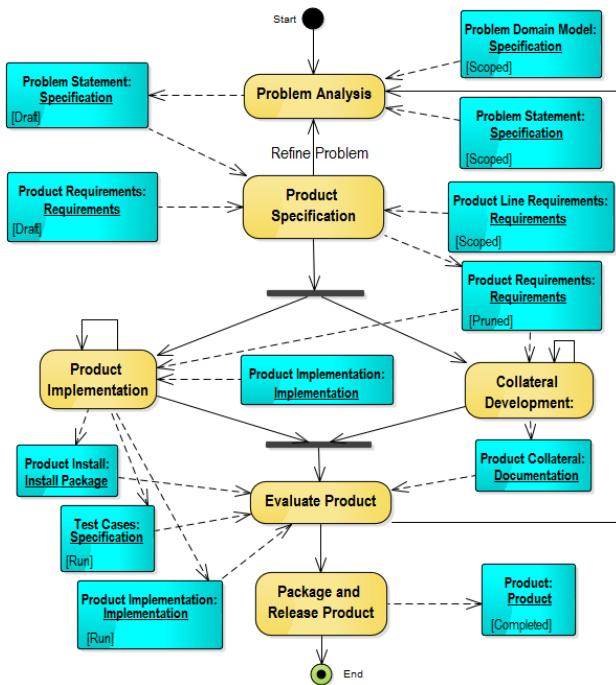 Start
Problem Domain Model:
Specification
[Scoped]
Problem Statement:
Specification
[Draft]
Problem Analysis
Problem Statement:
Specification
[Scoped]
Refine Problem
Product Requirements:
Requirements
[Draft]
Product
Specification
Product Line Requirements:
Requirements
[Scoped]
Product Requirements:
Requirements
[Pruned]
Product
Implementation
Product Implementation:
Implementation
Collateral
Development:
Product Install:
Install Package
Product Collateral:
Documentation
Evaluate Product
Test Cases:
Specification
[Run]
Product Implementation:
Implementation
[Run]
Package and
Release Product
Product:
Product
[Completed]
End